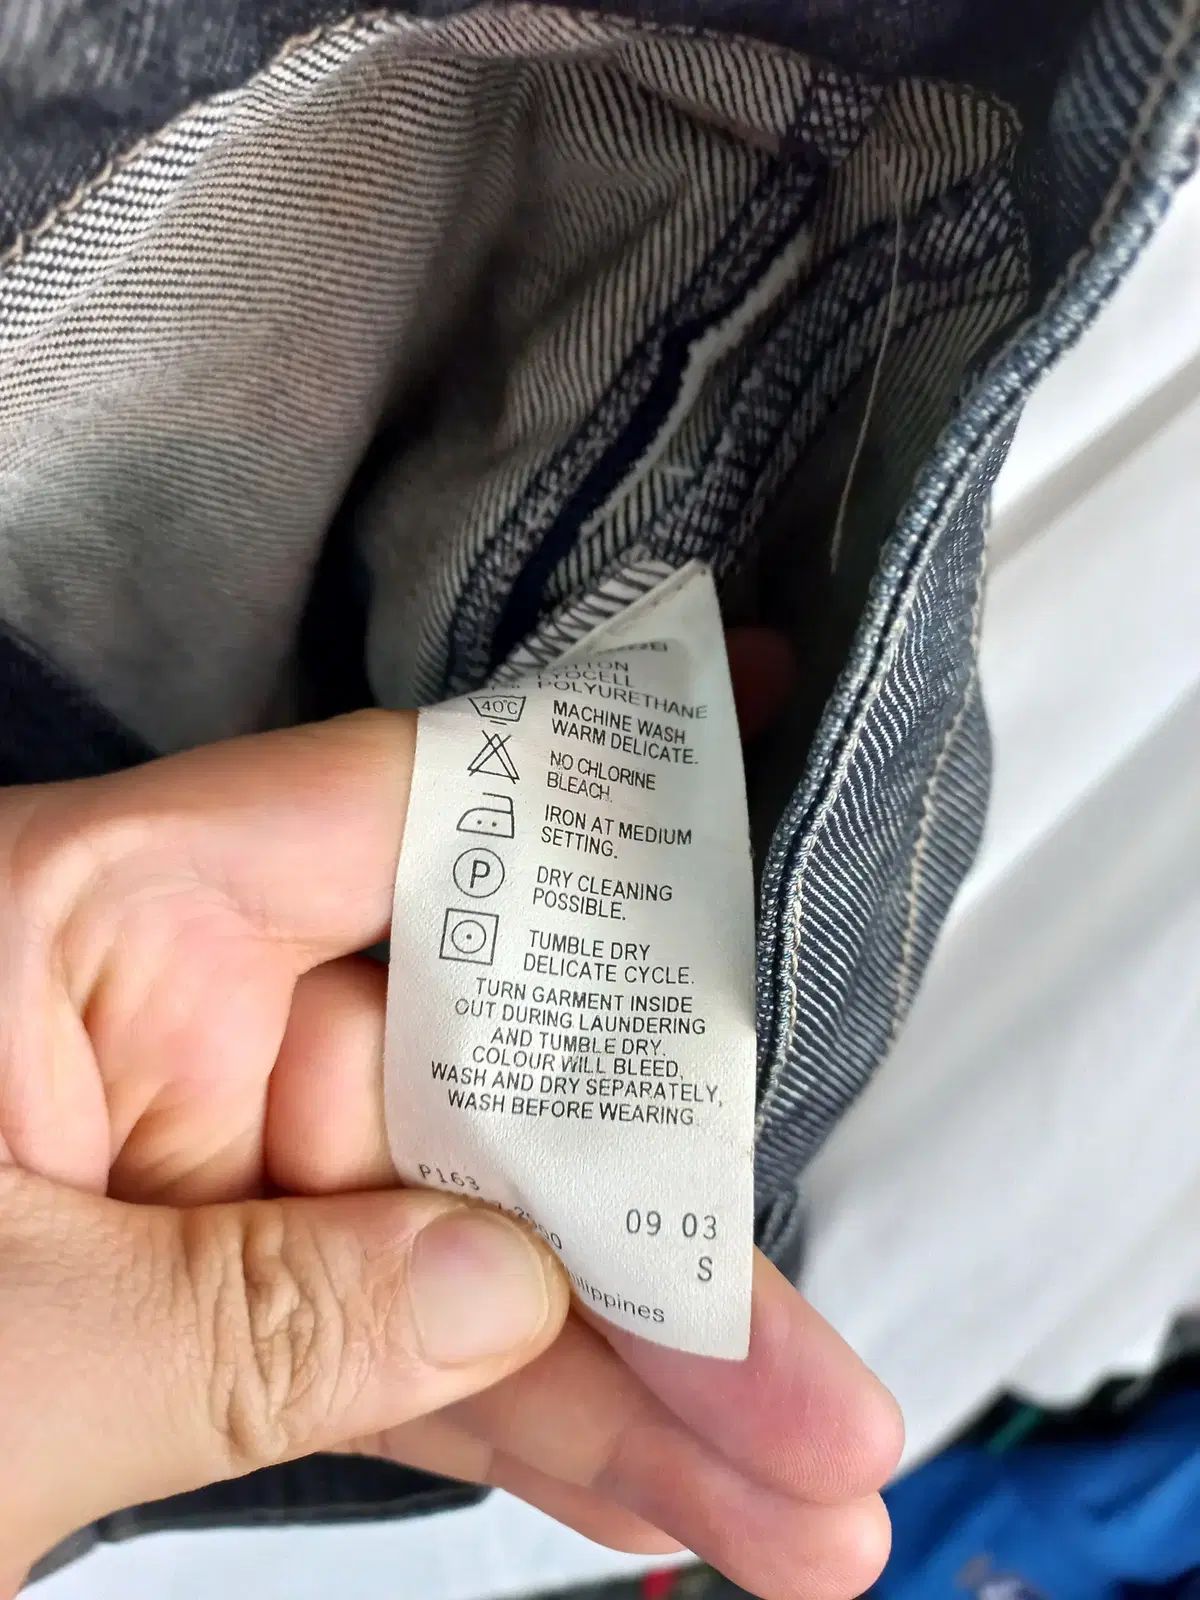 POLYURETHANE
40°C
MACHINE WASH
WARM DELICATE.
NO CHLORINE
BLEACH.
IRON AT MEDIUM
SETTING.
P
DRY CLEANING
POSSIBLE.
TUMBLE DRY
DELICATE CYCLE.
TURN GARMENT INSIDE
OUT DURING LAUNDERING
AND TUMBLE DRY.
COLOUR WILL BLEED,
WASH AND DRY SEPARATELY,
WASH BEFORE WEARING.
P163
09 03
S